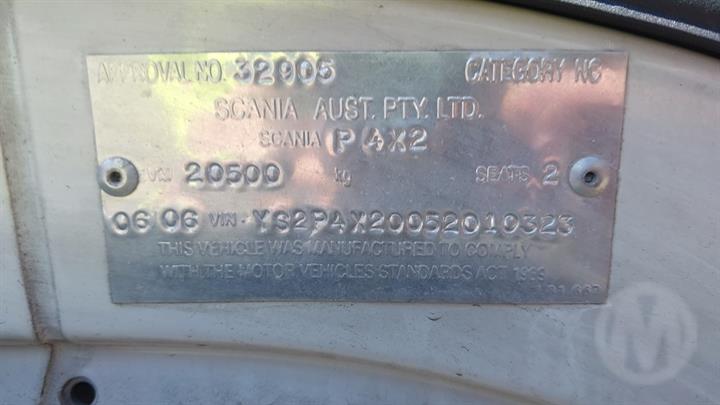 APPROVAL NO. 32905 CATEGORY NC
SCANIA AUST. PTY. LTD.
SCANIA P 4X2
GVM 20500 kg SEATS 2
06 06 VIN - YS2P4X20052010323
THIS VEHICLE WAS MANUFACTURED TO COMPLY
WITH THE MOTOR VEHICLES STANDARDS ACT 1989
M